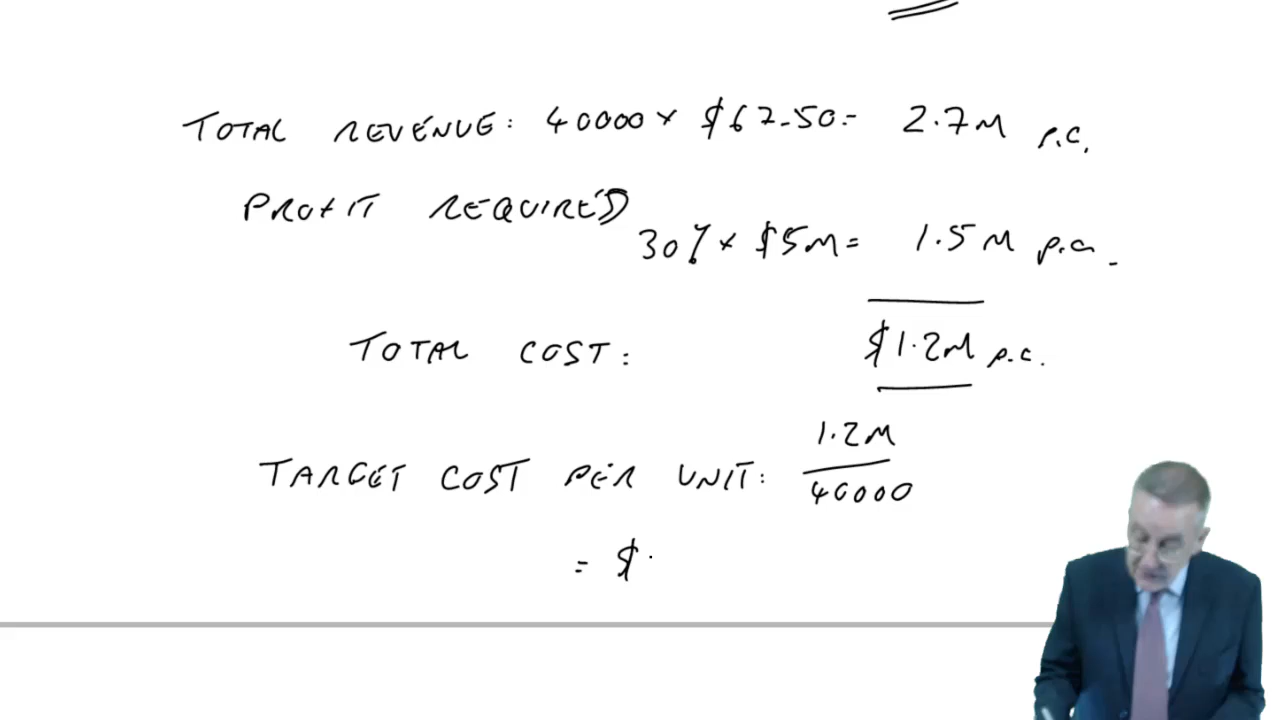 TOTAL REVENUE: 40000 × $67.50 = 2.7M p.a.
PROFIT REQUIRED
30% × $5M = 1.5M p.a.
TOTAL COST: $1.2M p.a.
1.2M
TARGET COST PER UNIT:
40000
= $